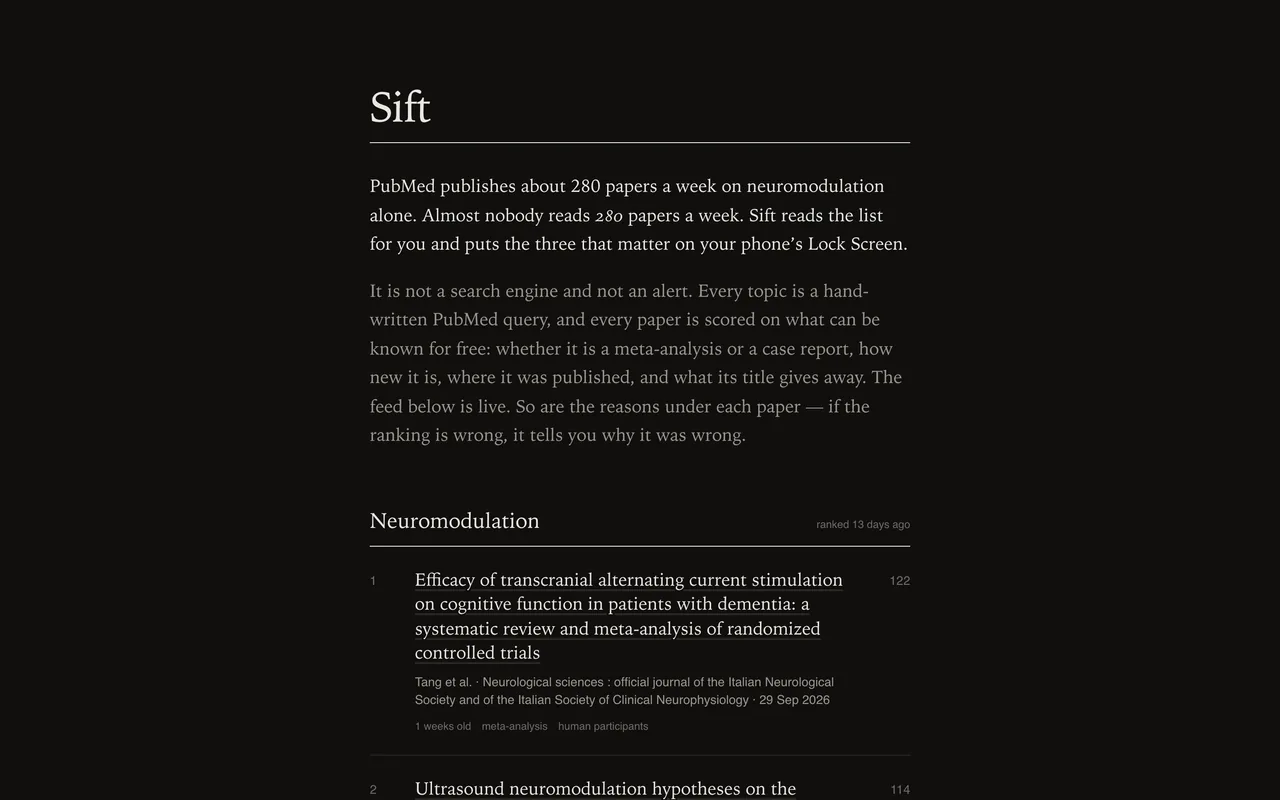 Sift
PubMed publishes about 280 papers a week on neuromodulation
alone. Almost nobody reads 280 papers a week. Sift reads the list
for you and puts the three that matter on your phone’s Lock Screen.
It is not a search engine and not an alert. Every topic is a hand-
written PubMed query, and every paper is scored on what can be
known for free: whether it is a meta-analysis or a case report, how
new it is, where it was published, and what its title gives away. The
feed below is live. So are the reasons under each paper — if the
ranking is wrong, it tells you why it was wrong.
Neuromodulation
ranked 13 days ago
1
Efficacy of transcranial alternating current stimulation
122
on cognitive function in patients with dementia: a
systematic review and meta-analysis of randomized
controlled trials
Tang et al. · Neurological sciences : official journal of the Italian Neurological
Society and of the Italian Society of Clinical Neurophysiology · 29 Sep 2026
1 weeks old meta-analysis human participants
2
Ultrasound neuromodulation hypotheses on the
114